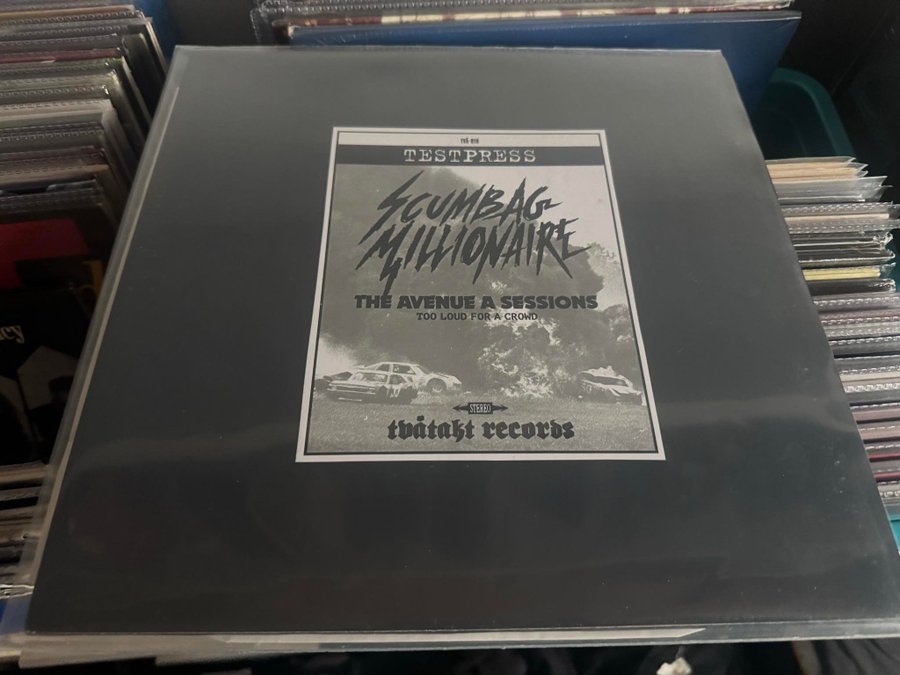 TESTPRESS
SCUMBAG
MILLIONAIRE
THE AVENUE A SESSIONS
TOO LOUD FOR A CROWD
STEREO
tvåtakt records